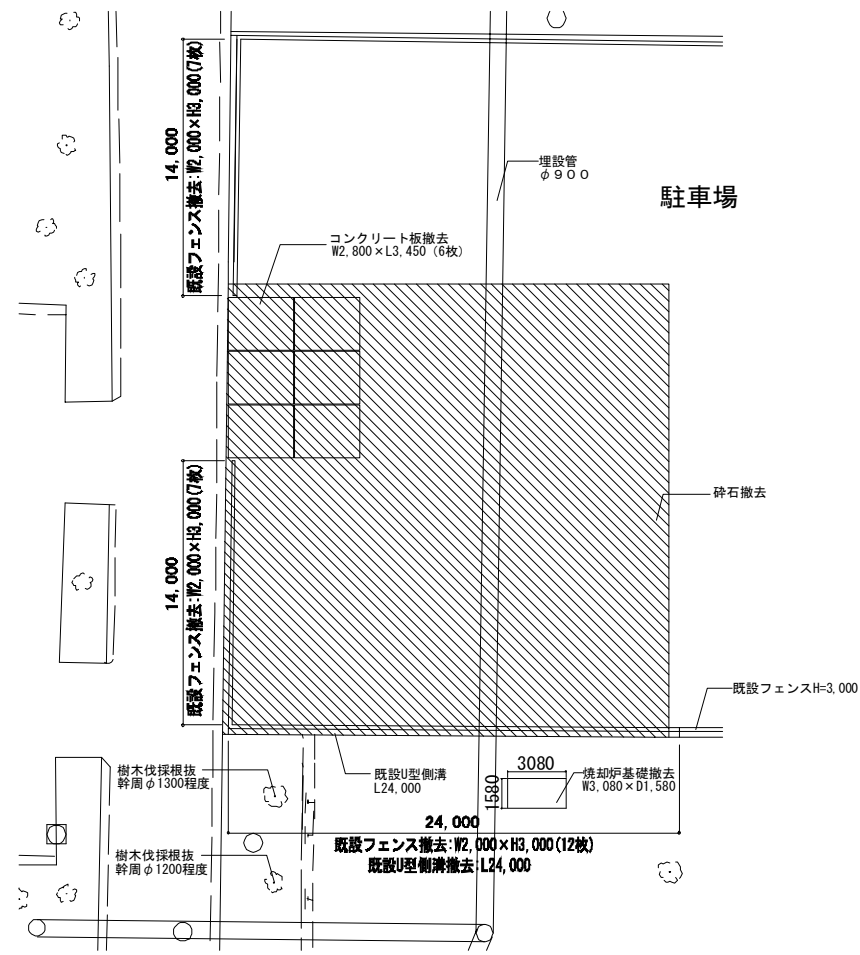 14,000
既設フェンス撤去:W2,000×H3,000(7枚)
埋設管
φ900
駐車場
コンクリート板撤去
W2,800×L3,450（6枚）
砕石撤去
14,000
既設フェンス撤去:W2,000×H3,000(7枚)
既設フェンスH=3,000
樹木伐採根抜
幹周φ1300程度
既設U型側溝
L24,000
3080
1580
焼却炉基礎撤去
W3,080×D1,580
24,000
既設フェンス撤去:W2,000×H3,000(12枚)
既設U型側溝撤去:L24,000
樹木伐採根抜
幹周φ1200程度